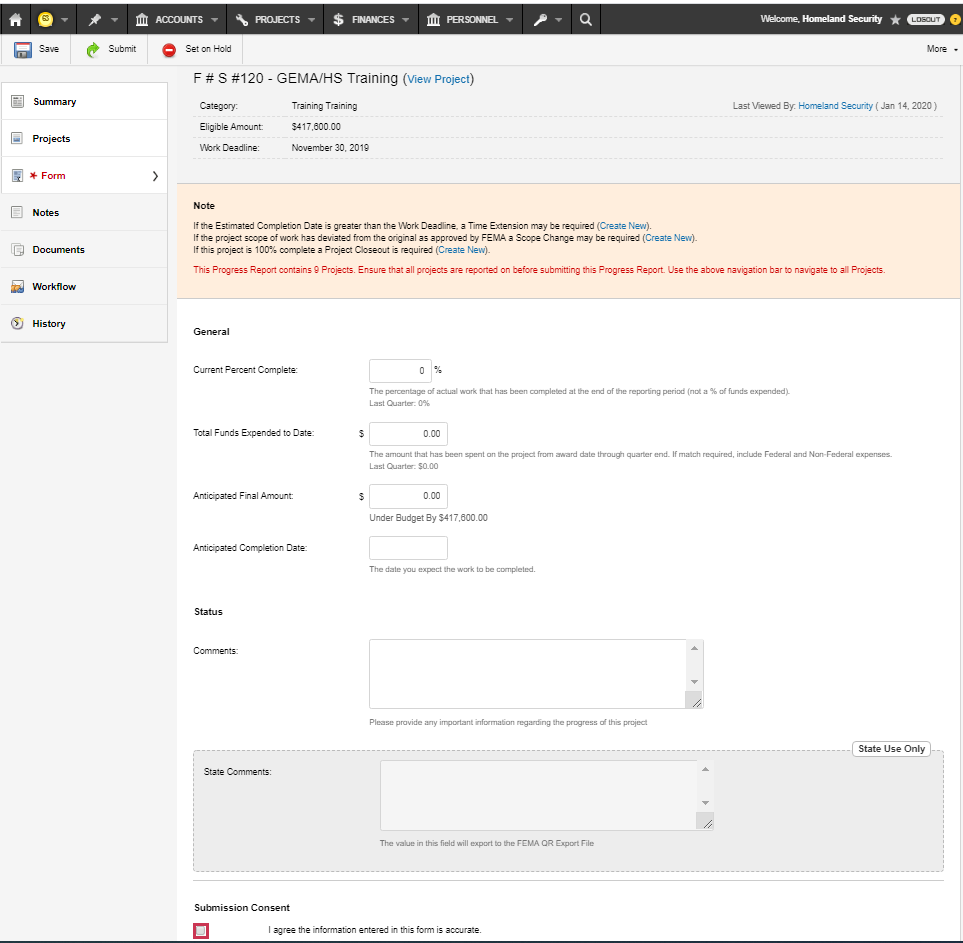 63 ACCOUNTS PROJECTS $ FINANCES PERSONNEL Welcome, Homeland Security LOGOUT ?
Save Submit Set on Hold More
F # S #120 - GEMA/HS Training (View Project)
Category: Training Training Last Viewed By: Homeland Security ( Jan 14, 2020 )
Eligible Amount: $417,600.00
Work Deadline: November 30, 2019
Summary
Projects
* Form
Notes
Documents
Workflow
History
Note
If the Estimated Completion Date is greater than the Work Deadline, a Time Extension may be required (Create New).
If the project scope of work has deviated from the original as approved by FEMA a Scope Change may be required (Create New).
If this project is 100% complete a Project Closeout is required (Create New).
This Progress Report contains 9 Projects. Ensure that all projects are reported on before submitting this Progress Report. Use the above navigation bar to navigate to all Projects.
General
Current Percent Complete: 0 %
The percentage of actual work that has been completed at the end of the reporting period (not a % of funds expended).
Last Quarter: 0%
Total Funds Expended to Date: $ 0.00
The amount that has been spent on the project from award date through quarter end. If match required, include Federal and Non-Federal expenses.
Last Quarter: $0.00
Anticipated Final Amount: $ 0.00
Under Budget By $417,600.00
Anticipated Completion Date:
The date you expect the work to be completed.
Status
Comments:
Please provide any important information regarding the progress of this project
State Use Only
State Comments:
The value in this field will export to the FEMA QR Export File
Submission Consent
I agree the information entered in this form is accurate.